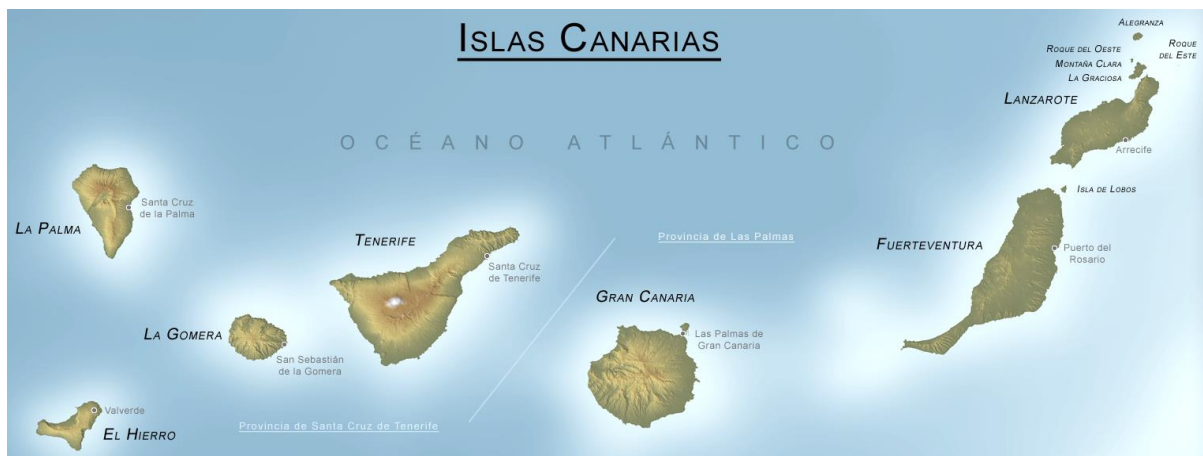 ISLAS CANARIAS
ALEGRANZA
ROQUE
DEL ESTE
ROQUE DEL OESTE
MONTAÑA CLARA
LA GRACIOSA
LANZAROTE
OCÉANO ATLÁNTICO
Arrecife
ISLA DE LOBOS
Santa Cruz
de la Palma
LA PALMA
TENERIFE
Provincia de Las Palmas
FUERTEVENTURA
Puerto del
Rosario
Santa Cruz
de Tenerife
GRAN CANARIA
LA GOMERA
Las Palmas de
Gran Canaria
San Sebastián
de la Gomera
Valverde
EL HIERRO
Provincia de Santa Cruz de Tenerife